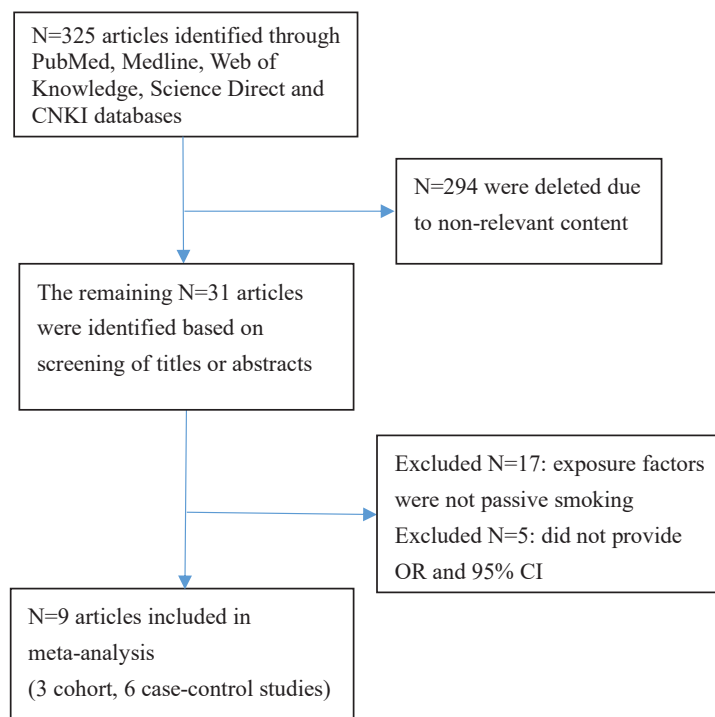 N=325 articles identified through
PubMed, Medline, Web of
Knowledge, Science Direct and
CNKI databases
N=294 were deleted due
to non-relevant content
The remaining N=31 articles
were identified based on
screening of titles or abstracts
Excluded N=17: exposure factors
were not passive smoking
Excluded N=5: did not provide
OR and 95% CI
N=9 articles included in
meta-analysis
(3 cohort, 6 case-control studies)